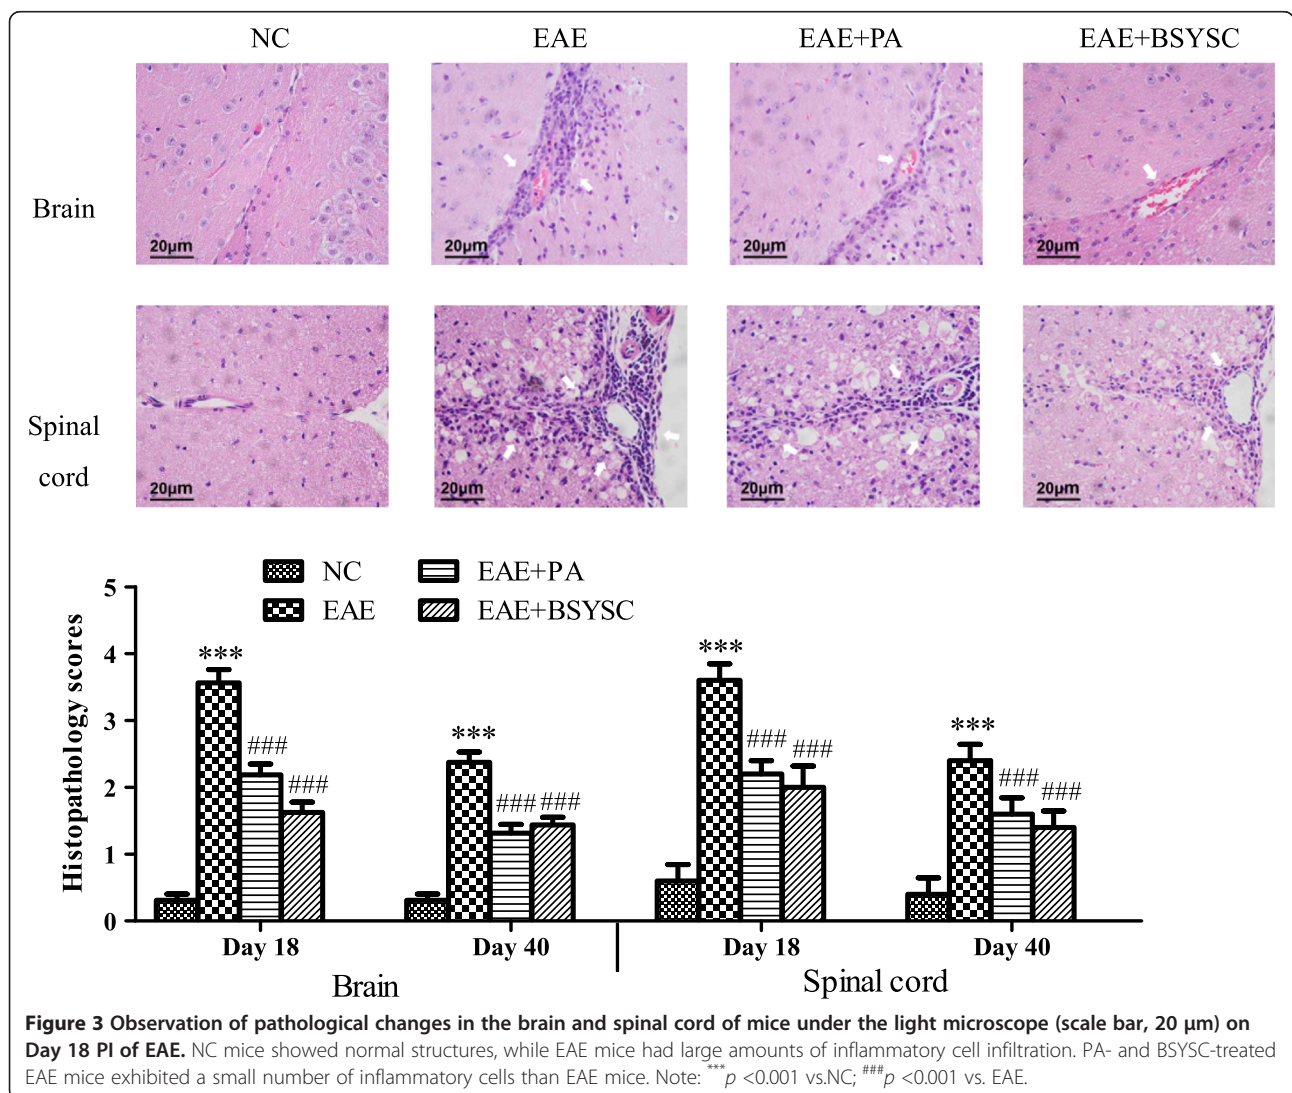 NC EAE EAE+PA EAE+BSYSC
Brain
20μm 20μm 20μm 20μm
Spinal
cord
20μm 20μm 20μm 20μm
NC EAE+PA
EAE EAE+BSYSC
Histopathology scores
5
4
3
2
1
0
*** ### ###
*** ### ###
*** ### ###
*** ### ###
Day 18 Day 40 Day 18 Day 40
Brain Spinal cord
Figure 3 Observation of pathological changes in the brain and spinal cord of mice under the light microscope (scale bar, 20 μm) on
Day 18 PI of EAE. NC mice showed normal structures, while EAE mice had large amounts of inflammatory cell infiltration. PA- and BSYSC-treated
EAE mice exhibited a small number of inflammatory cells than EAE mice. Note: ***p <0.001 vs.NC; ###p <0.001 vs. EAE.